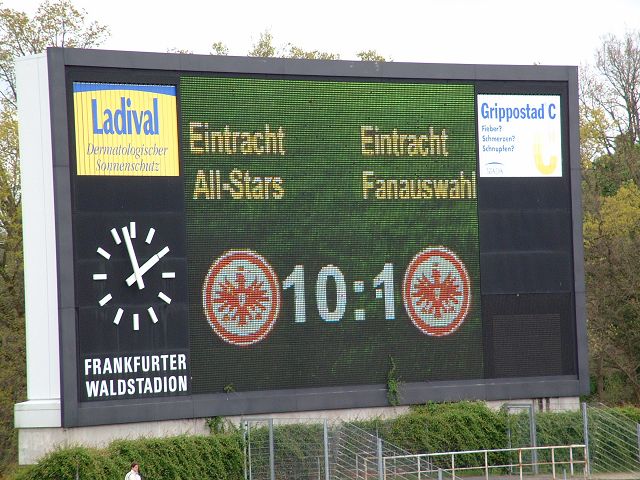 Ladival
Dermatologischer
Sonnenschutz
Eintracht
All-Stars
Eintracht
Fanauswahl
10:1
Grippostad C
Fieber?
Schmerzen?
Schnupfen?
FRANKFURTER
WALDSTADION